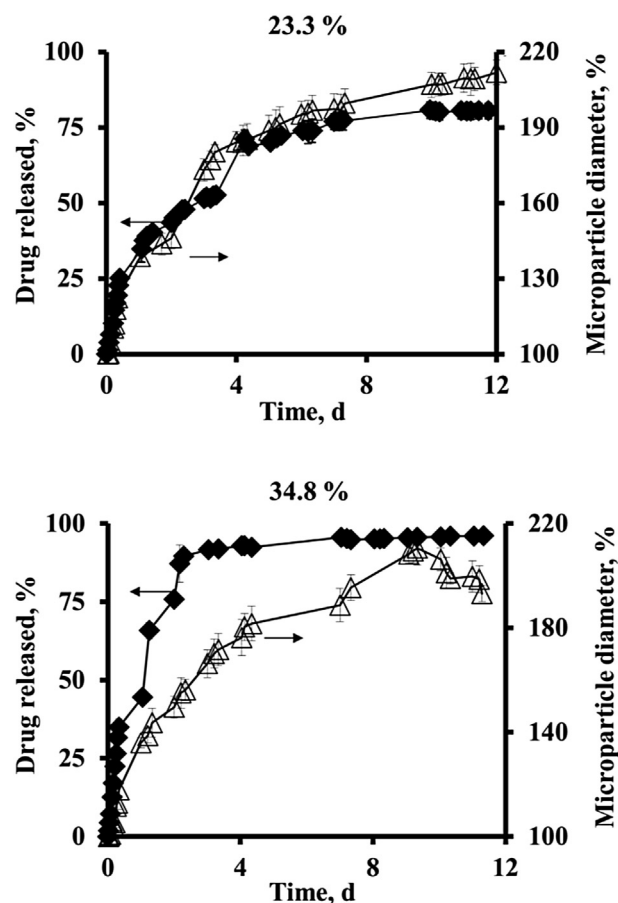 23.3 %
100
75
50
25
0
Drug released, %
220
190
160
130
100
Microparticle diameter, %
0 4 8 12
Time, d
34.8 %
100
75
50
25
0
Drug released, %
220
180
140
100
Microparticle diameter, %
0 4 8 12
Time, d